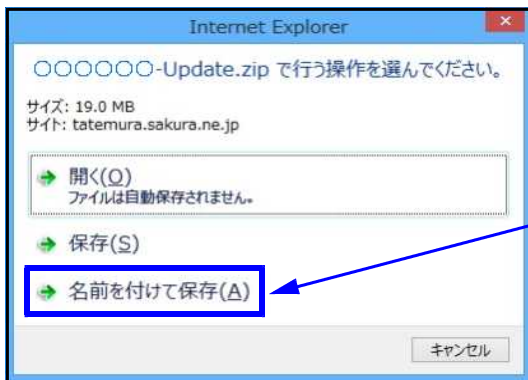 Internet Explorer
○○○○○○-Update.zip で行う操作を選んでください。
サイズ: 19.0 MB
サイト: tatemura.sakura.ne.jp
開く(O)
ファイルは自動保存されません。
保存(S)
名前を付けて保存(A)
キャンセル